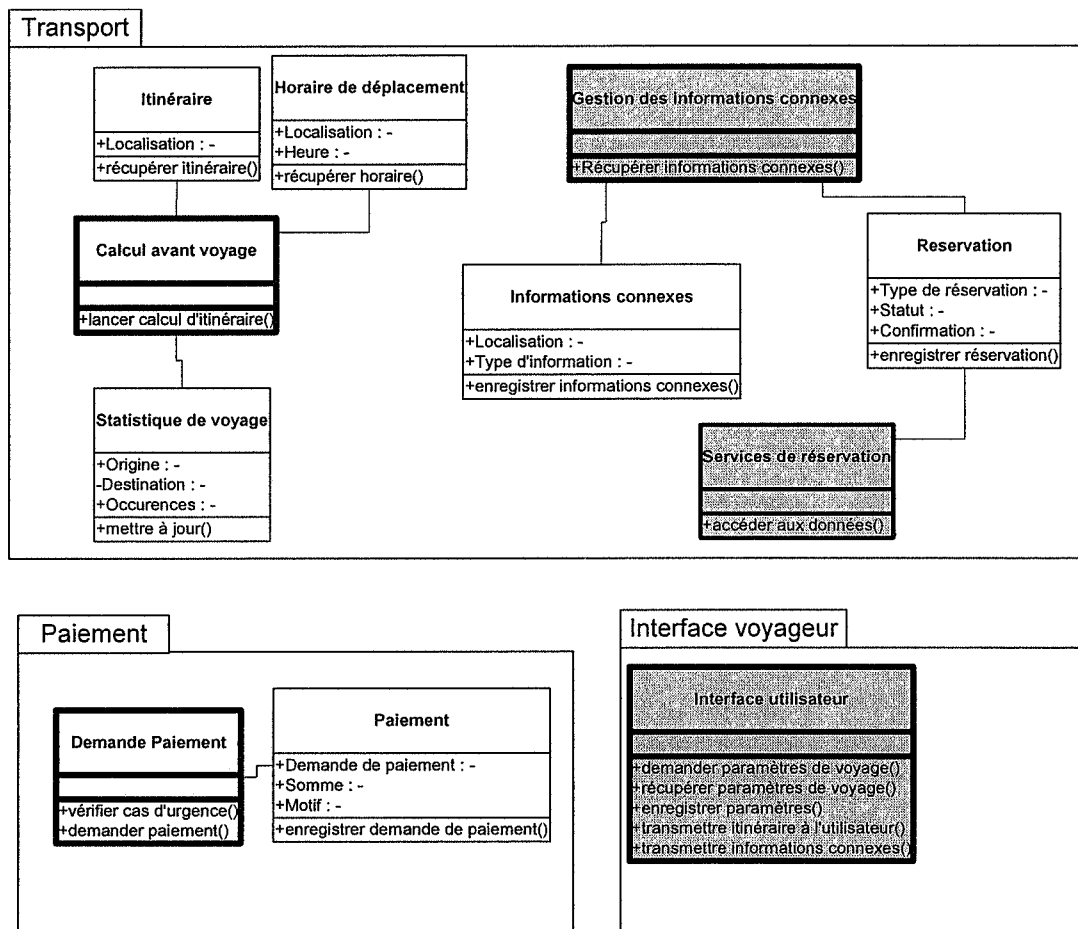 Transport
Itinéraire
+Localisation : -
+récupérer itinéraire()
Horaire de déplacement
+Localisation : -
+Heure : -
+récupérer horaire()
Gestion des Informations connexes
+Récupérer informations connexes()
Calcul avant voyage
+lancer calcul d'itinéraire()
Informations connexes
+Localisation : -
+Type d'information : -
+enregistrer informations connexes()
Reservation
+Type de réservation : -
+Statut : -
+Confirmation : -
+enregistrer réservation()
Statistique de voyage
+Origine : -
-Destination : -
+Occurences : -
+mettre à jour()
Services de réservation
+accéder aux données()
Paiement
Demande Paiement
+vérifier cas d'urgence()
+demander paiement()
Paiement
+Demande de paiement : -
+Somme : -
+Motif : -
+enregistrer demande de paiement()
Interface voyageur
Interface utilisateur
+demander paramètres de voyage()
+récupérer paramètres de voyage()
+enregistrer paramètres()
+transmettre itinéraire à l'utilisateur()
+transmettre informations connexes()